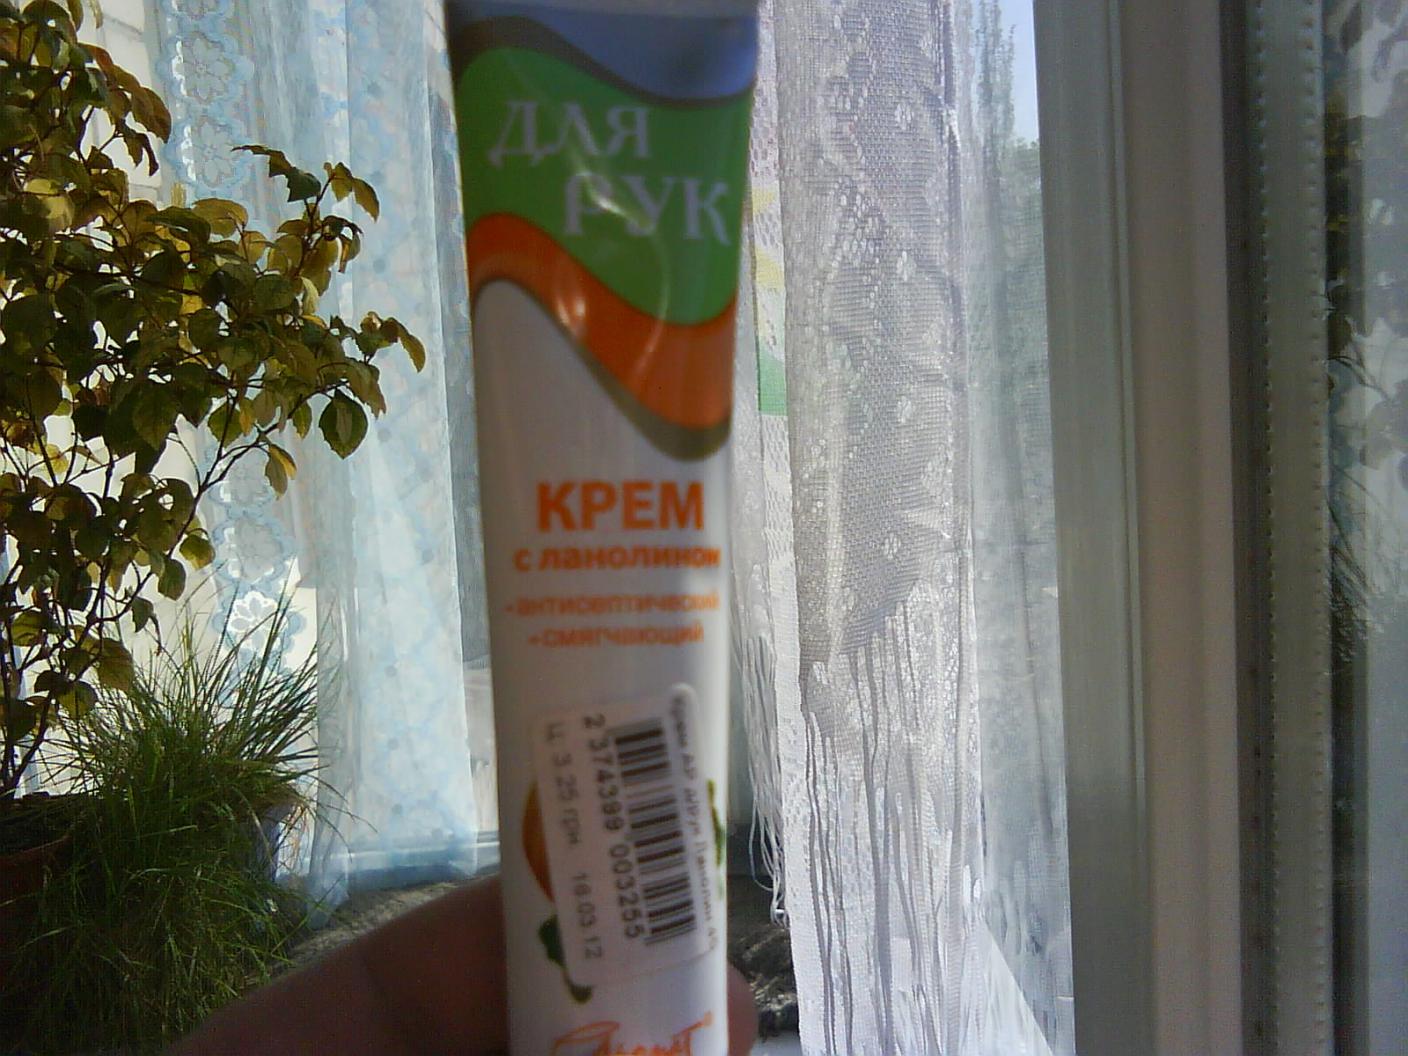 ДЛЯ
РУК
КРЕМ
с ланолином
-антисептический
-смягчающий
2 374399 003255
Ц. 3.25 грн. 16.03.12